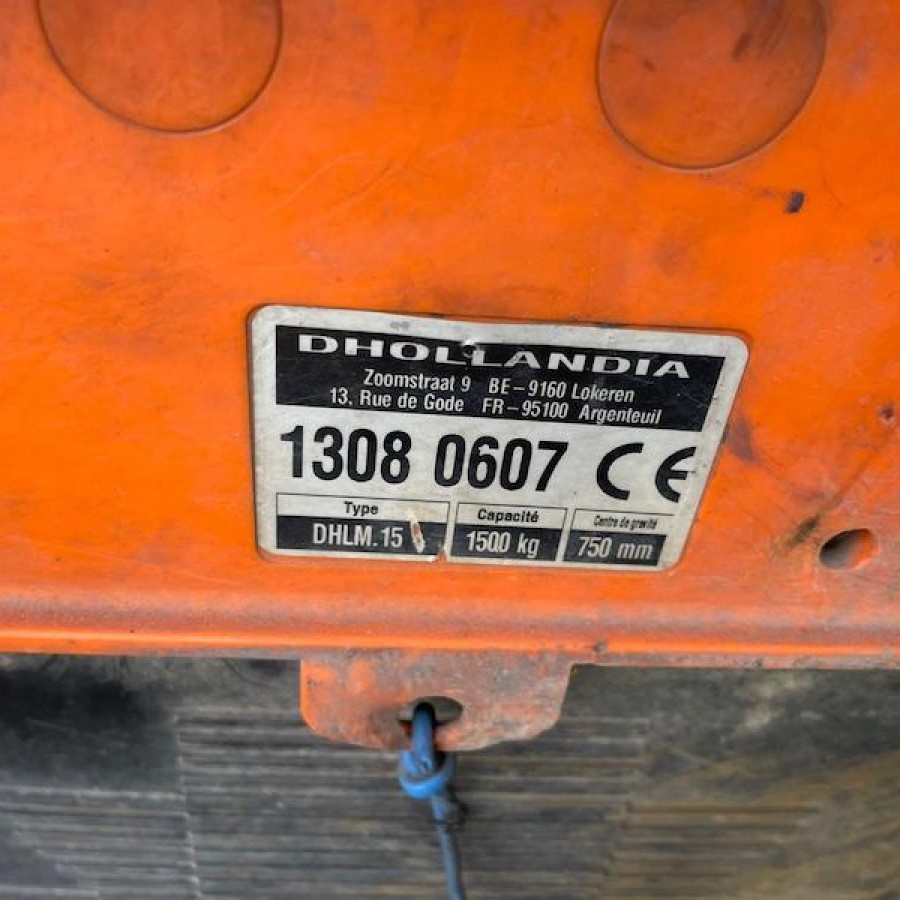 DHOLLANDIA
Zoomstraat 9 BE-9160 Lokeren
13, Rue de Gode FR-95100 Argenteuil
1308 0607 CE
Type Capacité Centre de gravité
DHLM.15 1500 kg 750 mm